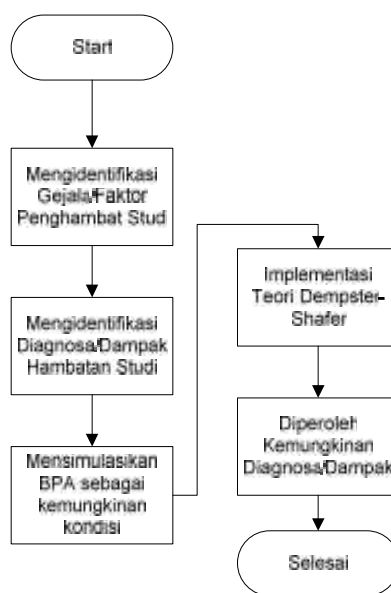 Start
Mengidentifikasi
Gejala/Faktor
Penghambat Stud
Mengidentifikasi
Diagnosa/Dampak
Hambatan Studi
Mensimulasikan
BPA sebagai
kemungkinan
kondisi
Implementasi
Teori Dempster-
Shafer
Diperoleh
Kemungkinan
Diagnosa/Dampak
Selesai